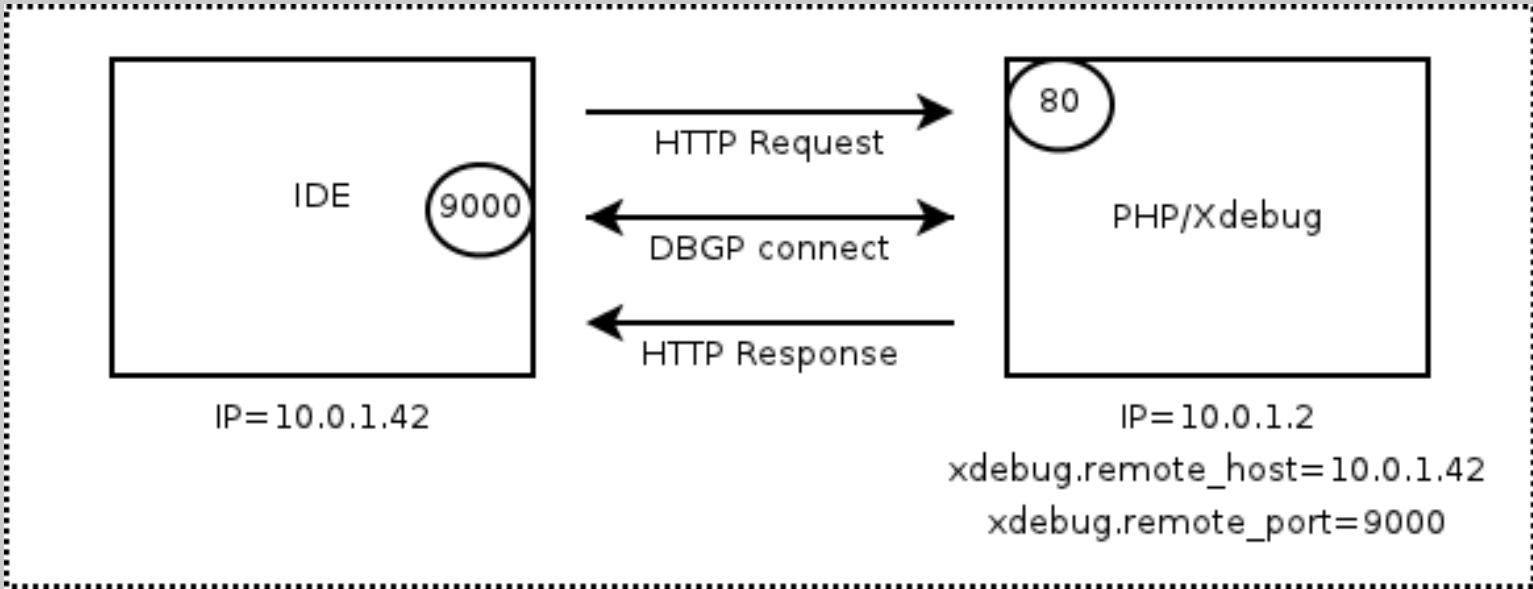 80
HTTP Request
IDE
9000
PHP/Xdebug
DBGP connect
HTTP Response
IP=10.0.1.42
IP=10.0.1.2
xdebug.remote_host=10.0.1.42
xdebug.remote_port=9000